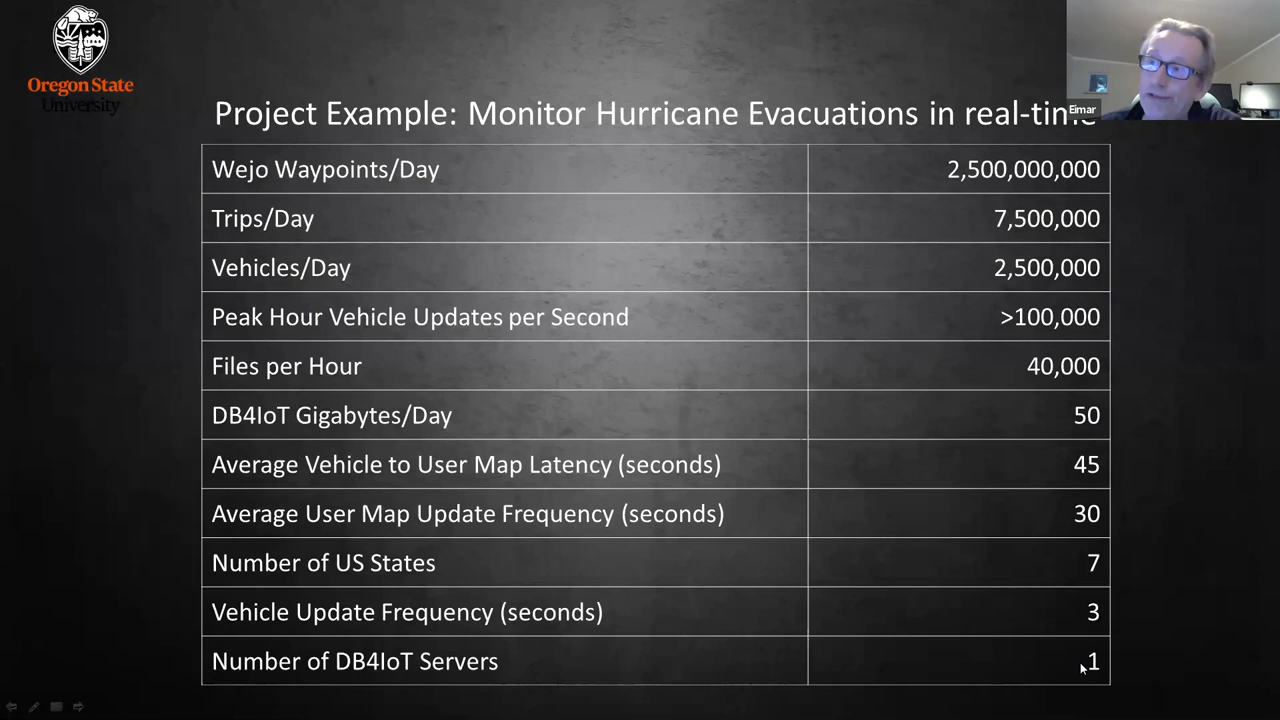 Oregon State
University
Eimar
Project Example: Monitor Hurricane Evacuations in real-time
Wejo Waypoints/Day 2,500,000,000
Trips/Day 7,500,000
Vehicles/Day 2,500,000
Peak Hour Vehicle Updates per Second >100,000
Files per Hour 40,000
DB4IoT Gigabytes/Day 50
Average Vehicle to User Map Latency (seconds) 45
Average User Map Update Frequency (seconds) 30
Number of US States 7
Vehicle Update Frequency (seconds) 3
Number of DB4IoT Servers 1